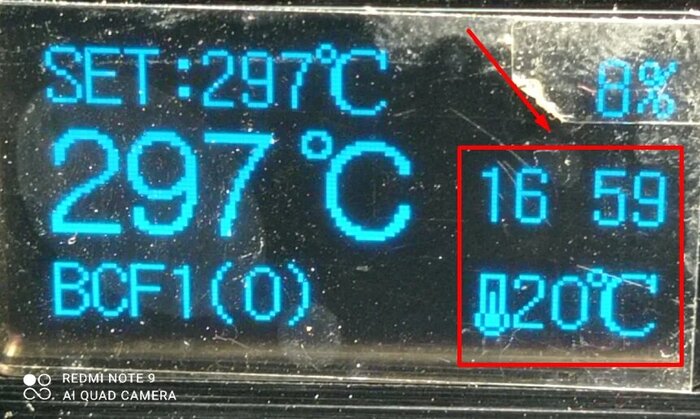 SET:297°C
8%
297°C
16 59
BCF1(0)
20°C
REDMI NOTE 9
AI QUAD CAMERA